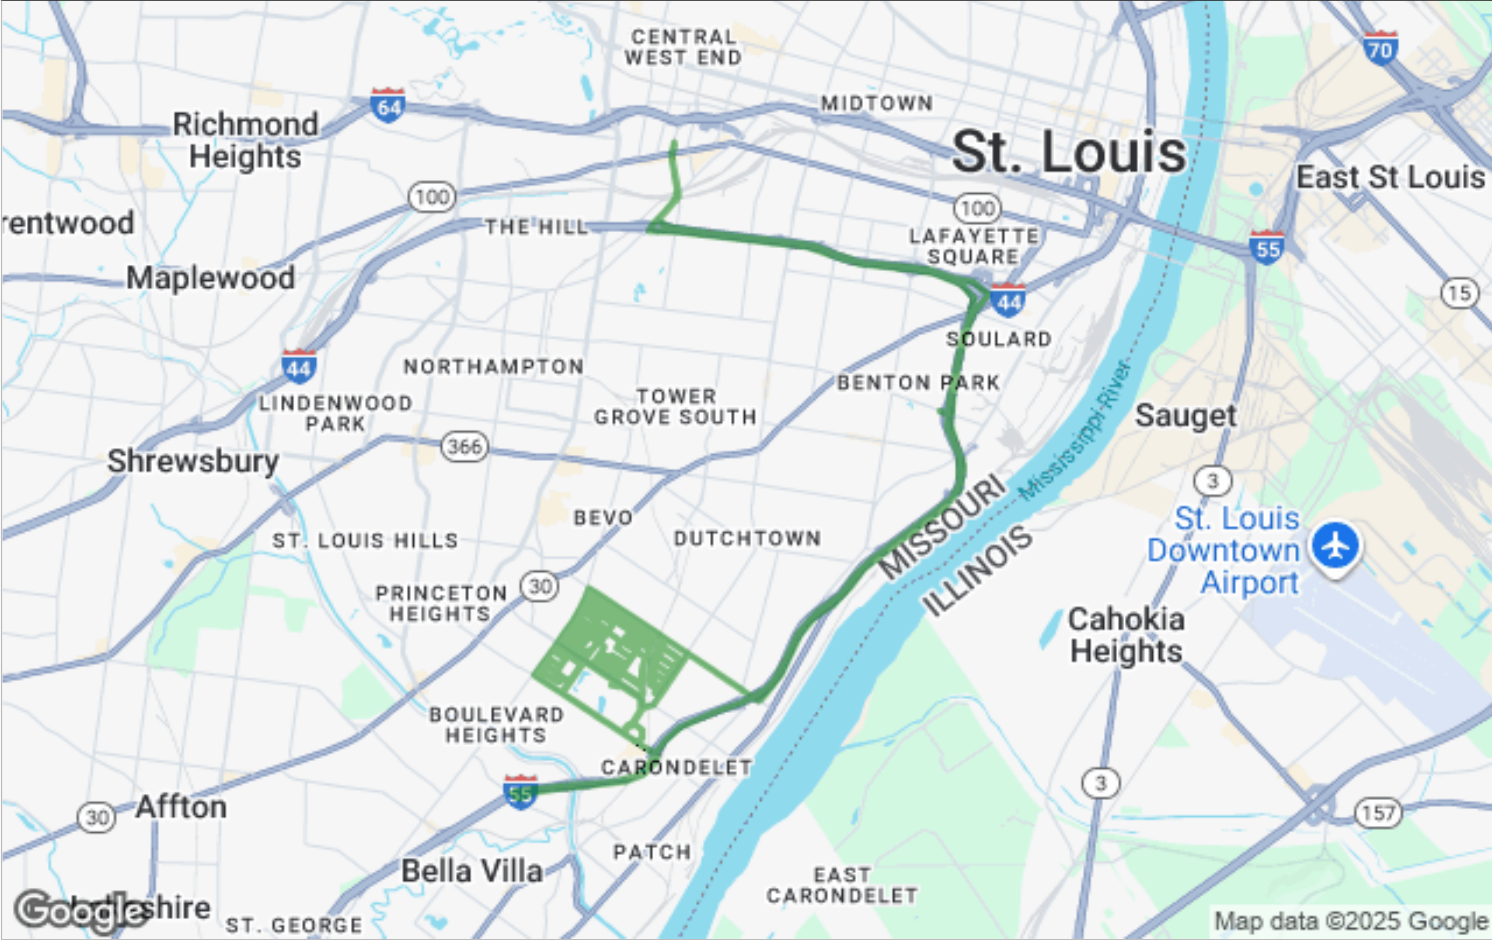 CENTRAL
WEST END
70
64
MIDTOWN
Richmond
Heights
St. Louis
East St Louis
100
100
rentwood
THE HILL
LAFAYETTE
SQUARE
55
Maplewood
44
15
SOULARD
44
NORTHAMPTON
BENTON PARK
LINDENWOOD
PARK
TOWER
GROVE SOUTH
Mississippi River
Sauget
366
Shrewsbury
3
MISSOURI
ILLINOIS
BEVO
St. Louis
Downtown
Airport
ST. LOUIS HILLS
DUTCHTOWN
30
PRINCETON
HEIGHTS
Cahokia
Heights
BOULEVARD
HEIGHTS
CARONDELET
3
55
Affton
30
157
PATCH
Bella Villa
EAST
CARONDELET
Google
shire
ST. GEORGE
Map data ©2025 Google